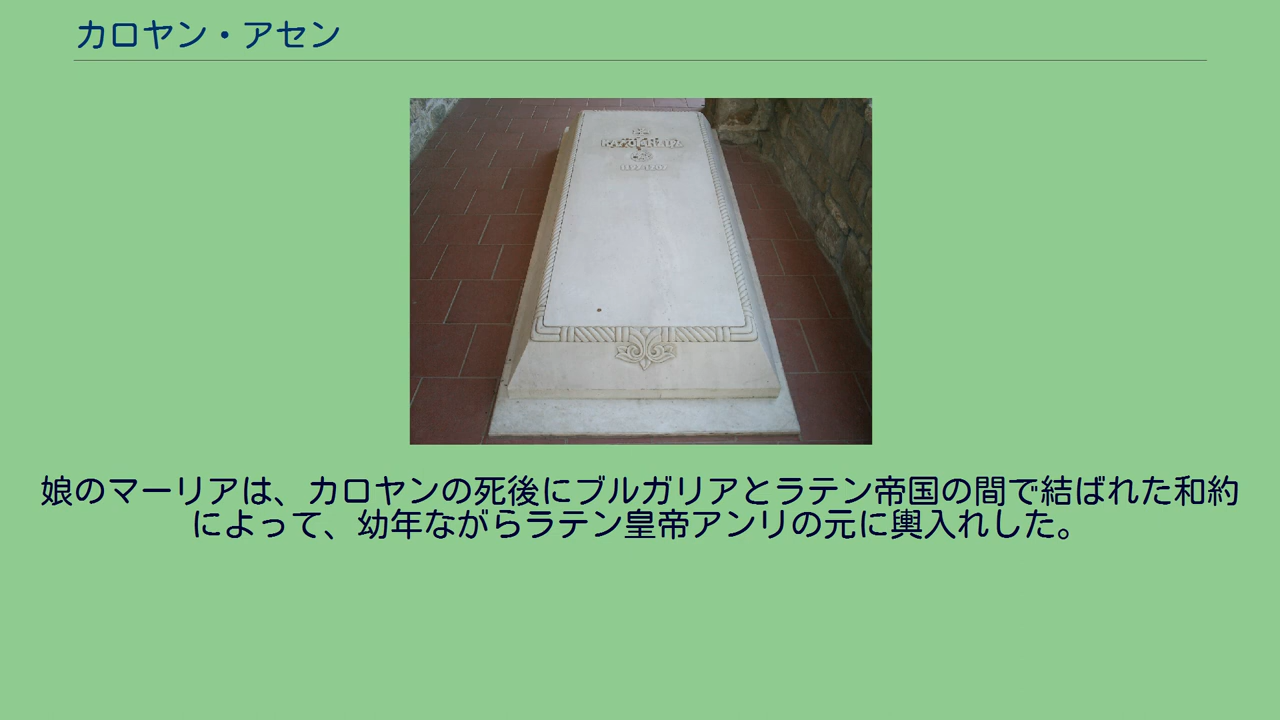 カロヤン・アセン
娘のマーリアは、カロヤンの死後にブルガリアとラテン帝国の間で結ばれた和約
によって、幼年ながらラテン皇帝アンリの元に輿入れした。